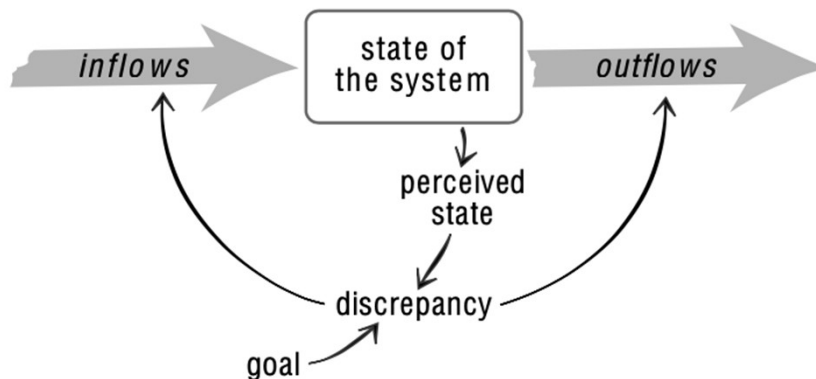 inflows
state of
the system
outflows
perceived
state
discrepancy
goal